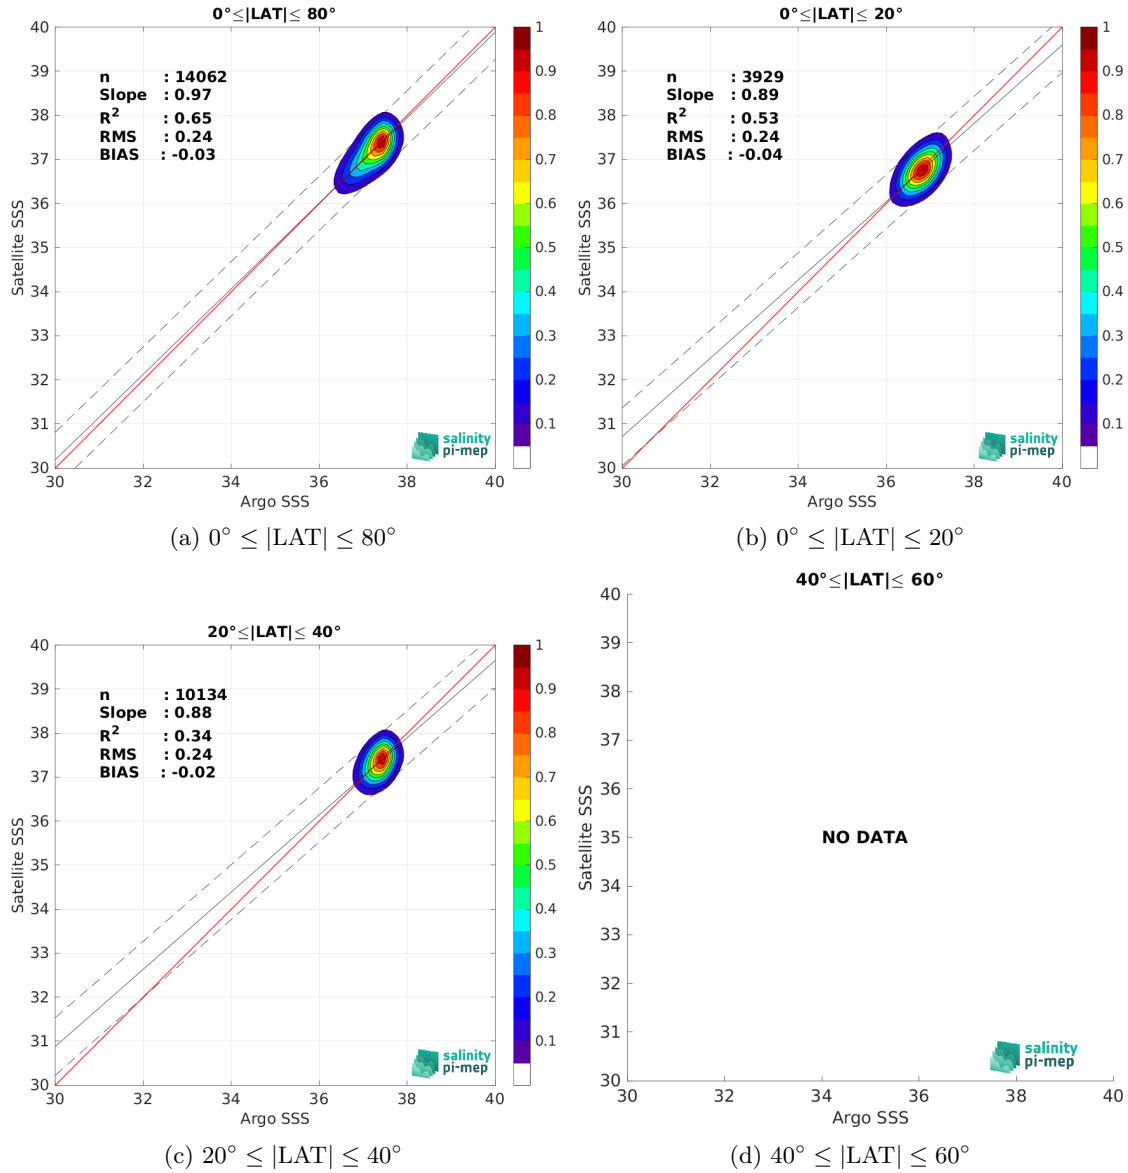 0°≤|LAT|≤ 80°
40
39
38
37
36
35
34
33
32
31
30
Satellite SSS
n : 14062
Slope : 0.97
R2 : 0.65
RMS : 0.24
BIAS : -0.03
salinity
pi-mep
30 32 34 36 38 40
Argo SSS
1
0.9
0.8
0.7
0.6
0.5
0.4
0.3
0.2
0.1
(a) 0° ≤ |LAT| ≤ 80°
0°≤|LAT|≤ 20°
40
39
38
37
36
35
34
33
32
31
30
Satellite SSS
n : 3929
Slope : 0.89
R2 : 0.53
RMS : 0.24
BIAS : -0.04
salinity
pi-mep
30 32 34 36 38 40
Argo SSS
1
0.9
0.8
0.7
0.6
0.5
0.4
0.3
0.2
0.1
(b) 0° ≤ |LAT| ≤ 20°
20°≤|LAT|≤ 40°
40
39
38
37
36
35
34
33
32
31
30
Satellite SSS
n : 10134
Slope : 0.88
R2 : 0.34
RMS : 0.24
BIAS : -0.02
salinity
pi-mep
30 32 34 36 38 40
Argo SSS
1
0.9
0.8
0.7
0.6
0.5
0.4
0.3
0.2
0.1
(c) 20° ≤ |LAT| ≤ 40°
40°≤|LAT|≤ 60°
40
39
38
37
36
35
34
33
32
31
30
Satellite SSS
NO DATA
salinity
pi-mep
30 32 34 36 38 40
Argo SSS
(d) 40° ≤ |LAT| ≤ 60°